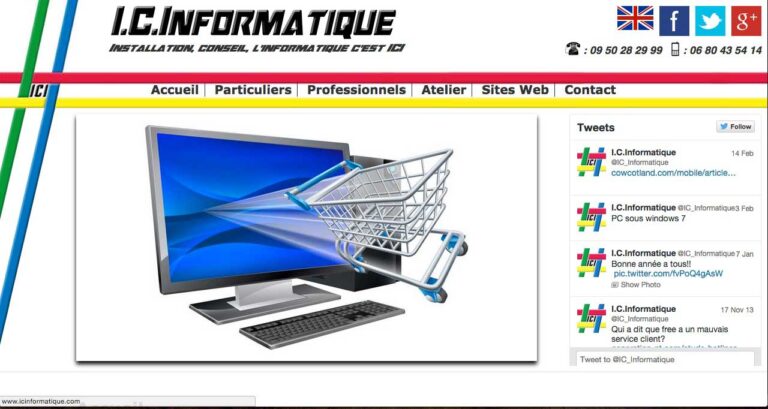 I.C.Informatique
Installation, conseil, l'informatique c'est ICI
: 09 50 28 29 99 : 06 80 43 54 14
ICI
Accueil Particuliers Professionnels Atelier Sites Web Contact
Tweets Follow
I.C.Informatique 14 Feb
@IC_Informatique
cowcotland.com/mobile/article…
I.C.Informatique @IC_Informatique 3 Feb
PC sous windows 7
I.C.Informatique @IC_Informatique 7 Jan
Bonne année a tous!!
pic.twitter.com/fvPoQ4gAsW
Show Photo
I.C.Informatique 17 Nov 13
@IC_Informatique
Qui a dit que free a un mauvais
service client?
Tweet to @IC_Informatique
www.icinformatique.com